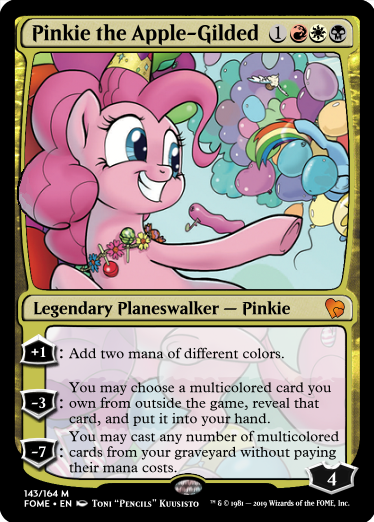 Pinkie the Apple-Gilded 1
Legendary Planeswalker — Pinkie
+1: Add two mana of different colors.
-3: You may choose a multicolored card you
own from outside the game, reveal that
card, and put it into your hand.
-7: You may cast any number of multicolored
cards from your graveyard without paying
their mana costs.
4
143/164 M
FOME • EN Toni "Pencils" Kuusisto
™ & © 1981 — 2019 Wizards of the FOME, Inc.